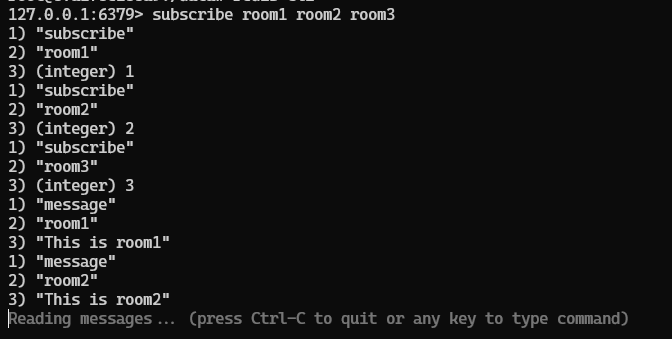 127.0.0.1:6379> subscribe room1 room2 room3
1) "subscribe"
2) "room1"
3) (integer) 1
1) "subscribe"
2) "room2"
3) (integer) 2
1) "subscribe"
2) "room3"
3) (integer) 3
1) "message"
2) "room1"
3) "This is room1"
1) "message"
2) "room2"
3) "This is room2"
Reading messages... (press Ctrl-C to quit or any key to type command)